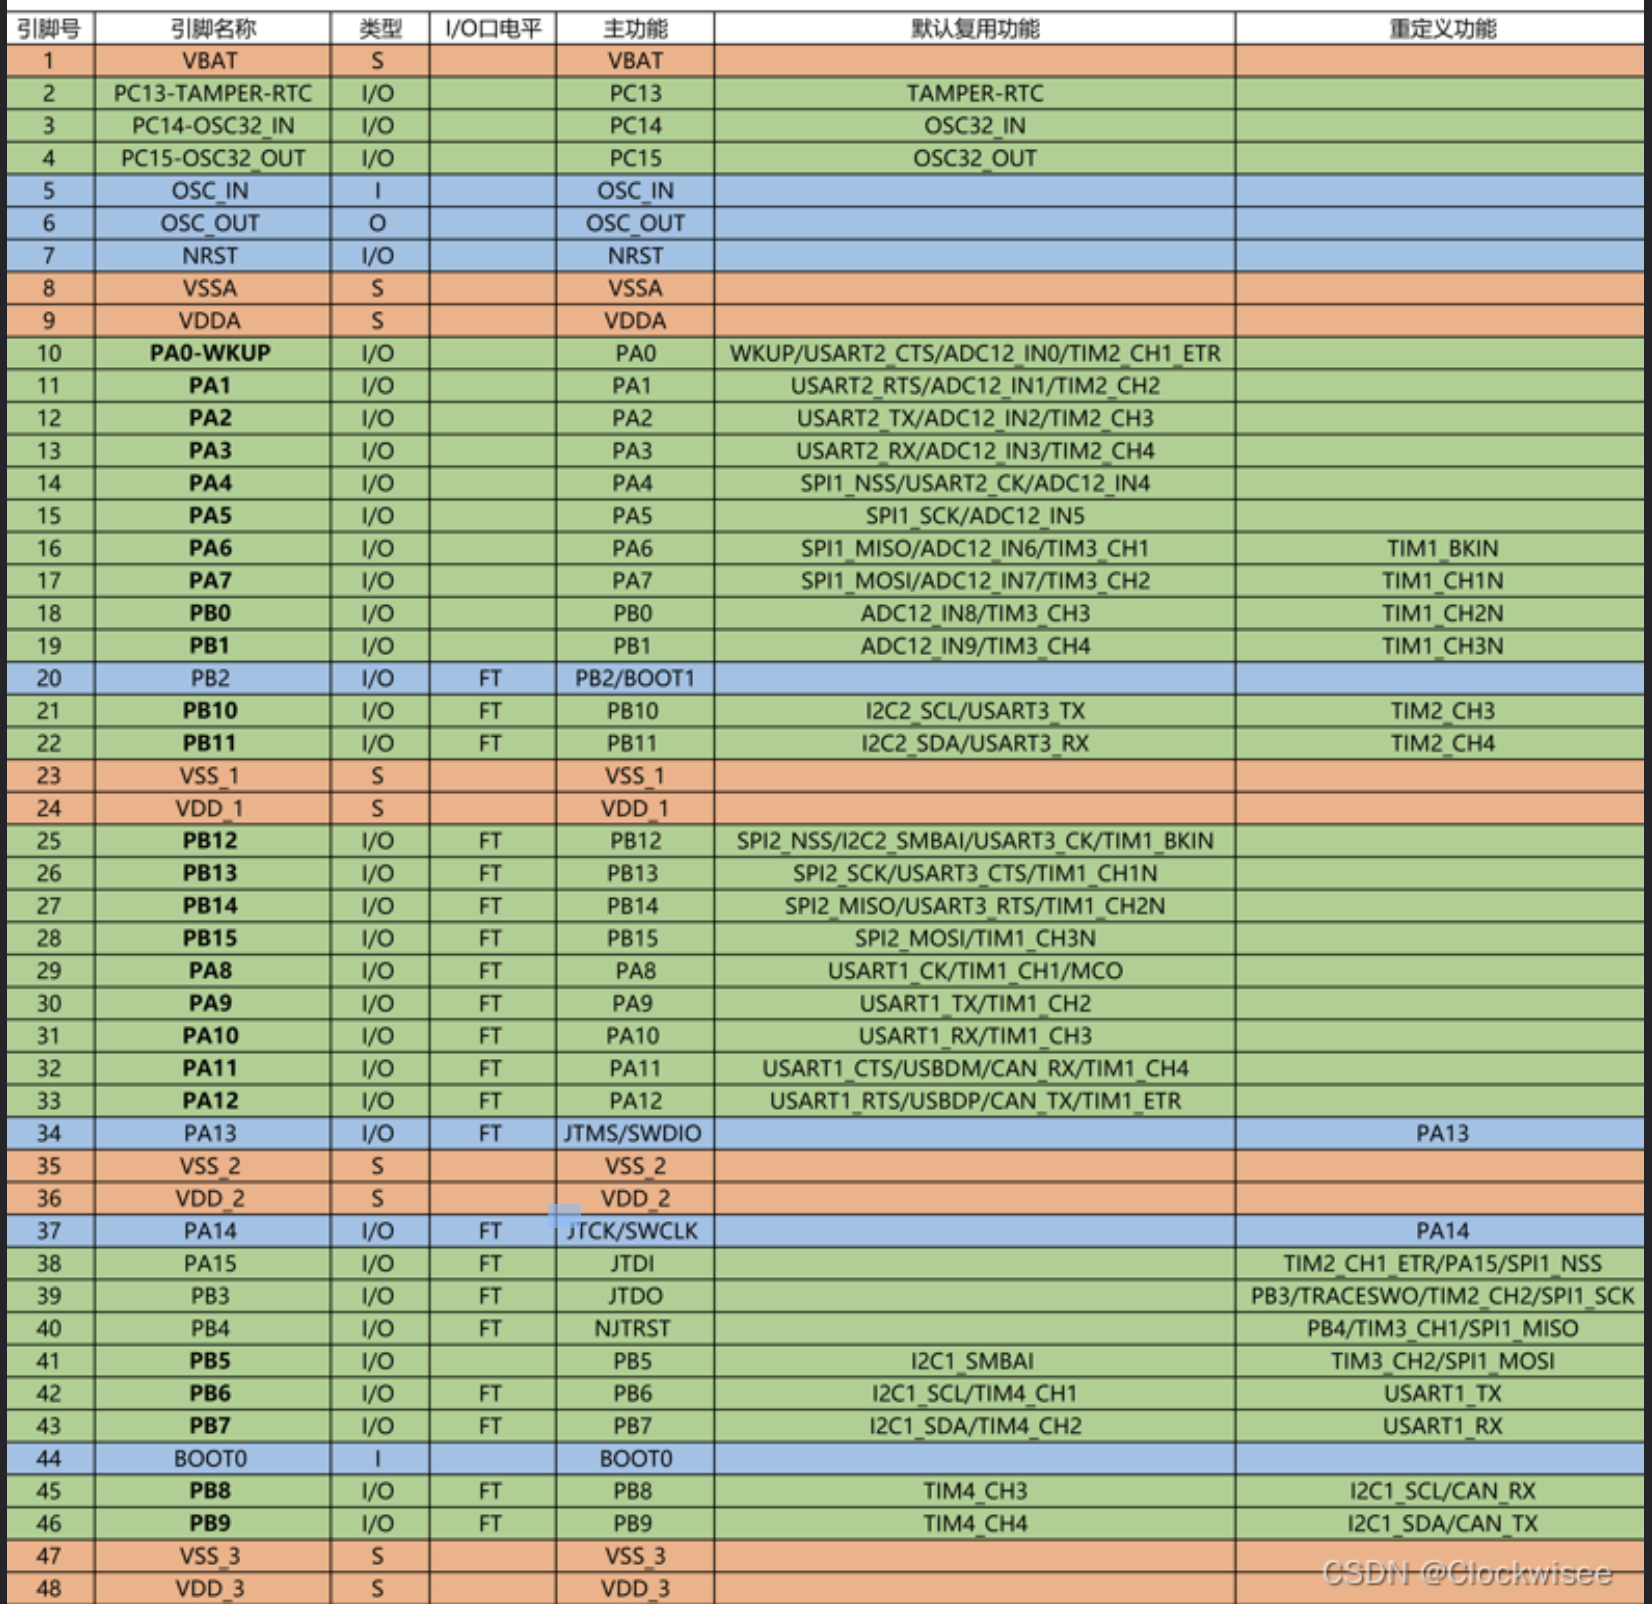 引脚号 引脚名称 类型 I/O口电平 主功能 默认复用功能 重定义功能
1 VBAT S VBAT
2 PC13-TAMPER-RTC I/O PC13 TAMPER-RTC
3 PC14-OSC32_IN I/O PC14 OSC32_IN
4 PC15-OSC32_OUT I/O PC15 OSC32_OUT
5 OSC_IN I OSC_IN
6 OSC_OUT O OSC_OUT
7 NRST I/O NRST
8 VSSA S VSSA
9 VDDA S VDDA
10 PA0-WKUP I/O PA0 WKUP/USART2_CTS/ADC12_IN0/TIM2_CH1_ETR
11 PA1 I/O PA1 USART2_RTS/ADC12_IN1/TIM2_CH2
12 PA2 I/O PA2 USART2_TX/ADC12_IN2/TIM2_CH3
13 PA3 I/O PA3 USART2_RX/ADC12_IN3/TIM2_CH4
14 PA4 I/O PA4 SPI1_NSS/USART2_CK/ADC12_IN4
15 PA5 I/O PA5 SPI1_SCK/ADC12_IN5
16 PA6 I/O PA6 SPI1_MISO/ADC12_IN6/TIM3_CH1 TIM1_BKIN
17 PA7 I/O PA7 SPI1_MOSI/ADC12_IN7/TIM3_CH2 TIM1_CH1N
18 PB0 I/O PB0 ADC12_IN8/TIM3_CH3 TIM1_CH2N
19 PB1 I/O PB1 ADC12_IN9/TIM3_CH4 TIM1_CH3N
20 PB2 I/O FT PB2/BOOT1
21 PB10 I/O FT PB10 I2C2_SCL/USART3_TX TIM2_CH3
22 PB11 I/O FT PB11 I2C2_SDA/USART3_RX TIM2_CH4
23 VSS_1 S VSS_1
24 VDD_1 S VDD_1
25 PB12 I/O FT PB12 SPI2_NSS/I2C2_SMBAI/USART3_CK/TIM1_BKIN
26 PB13 I/O FT PB13 SPI2_SCK/USART3_CTS/TIM1_CH1N
27 PB14 I/O FT PB14 SPI2_MISO/USART3_RTS/TIM1_CH2N
28 PB15 I/O FT PB15 SPI2_MOSI/TIM1_CH3N
29 PA8 I/O FT PA8 USART1_CK/TIM1_CH1/MCO
30 PA9 I/O FT PA9 USART1_TX/TIM1_CH2
31 PA10 I/O FT PA10 USART1_RX/TIM1_CH3
32 PA11 I/O FT PA11 USART1_CTS/USBDM/CAN_RX/TIM1_CH4
33 PA12 I/O FT PA12 USART1_RTS/USBDP/CAN_TX/TIM1_ETR
34 PA13 I/O FT JTMS/SWDIO PA13
35 VSS_2 S VSS_2
36 VDD_2 S VDD_2
37 PA14 I/O FT JTCK/SWCLK PA14
38 PA15 I/O FT JTDI TIM2_CH1_ETR/PA15/SPI1_NSS
39 PB3 I/O FT JTDO PB3/TRACESWO/TIM2_CH2/SPI1_SCK
40 PB4 I/O FT NJTRST PB4/TIM3_CH1/SPI1_MISO
41 PB5 I/O PB5 I2C1_SMBAI TIM3_CH2/SPI1_MOSI
42 PB6 I/O FT PB6 I2C1_SCL/TIM4_CH1 USART1_TX
43 PB7 I/O FT PB7 I2C1_SDA/TIM4_CH2 USART1_RX
44 BOOT0 I BOOT0
45 PB8 I/O FT PB8 TIM4_CH3 I2C1_SCL/CAN_RX
46 PB9 I/O FT PB9 TIM4_CH4 I2C1_SDA/CAN_TX
47 VSS_3 S VSS_3
48 VDD_3 S VDD_3
CSDN @Clockwisee